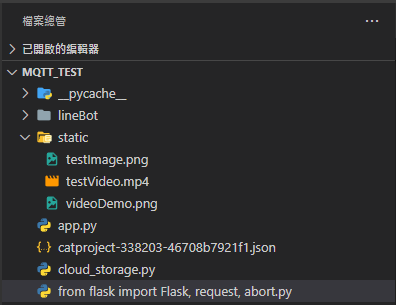 檔案總管
已開啟的編輯器
MQTT_TEST
__pycache__
lineBot
static
testImage.png
testVideo.mp4
videoDemo.png
app.py
catproject-338203-46708b7921f1.json
cloud_storage.py
from flask import Flask, request, abort.py